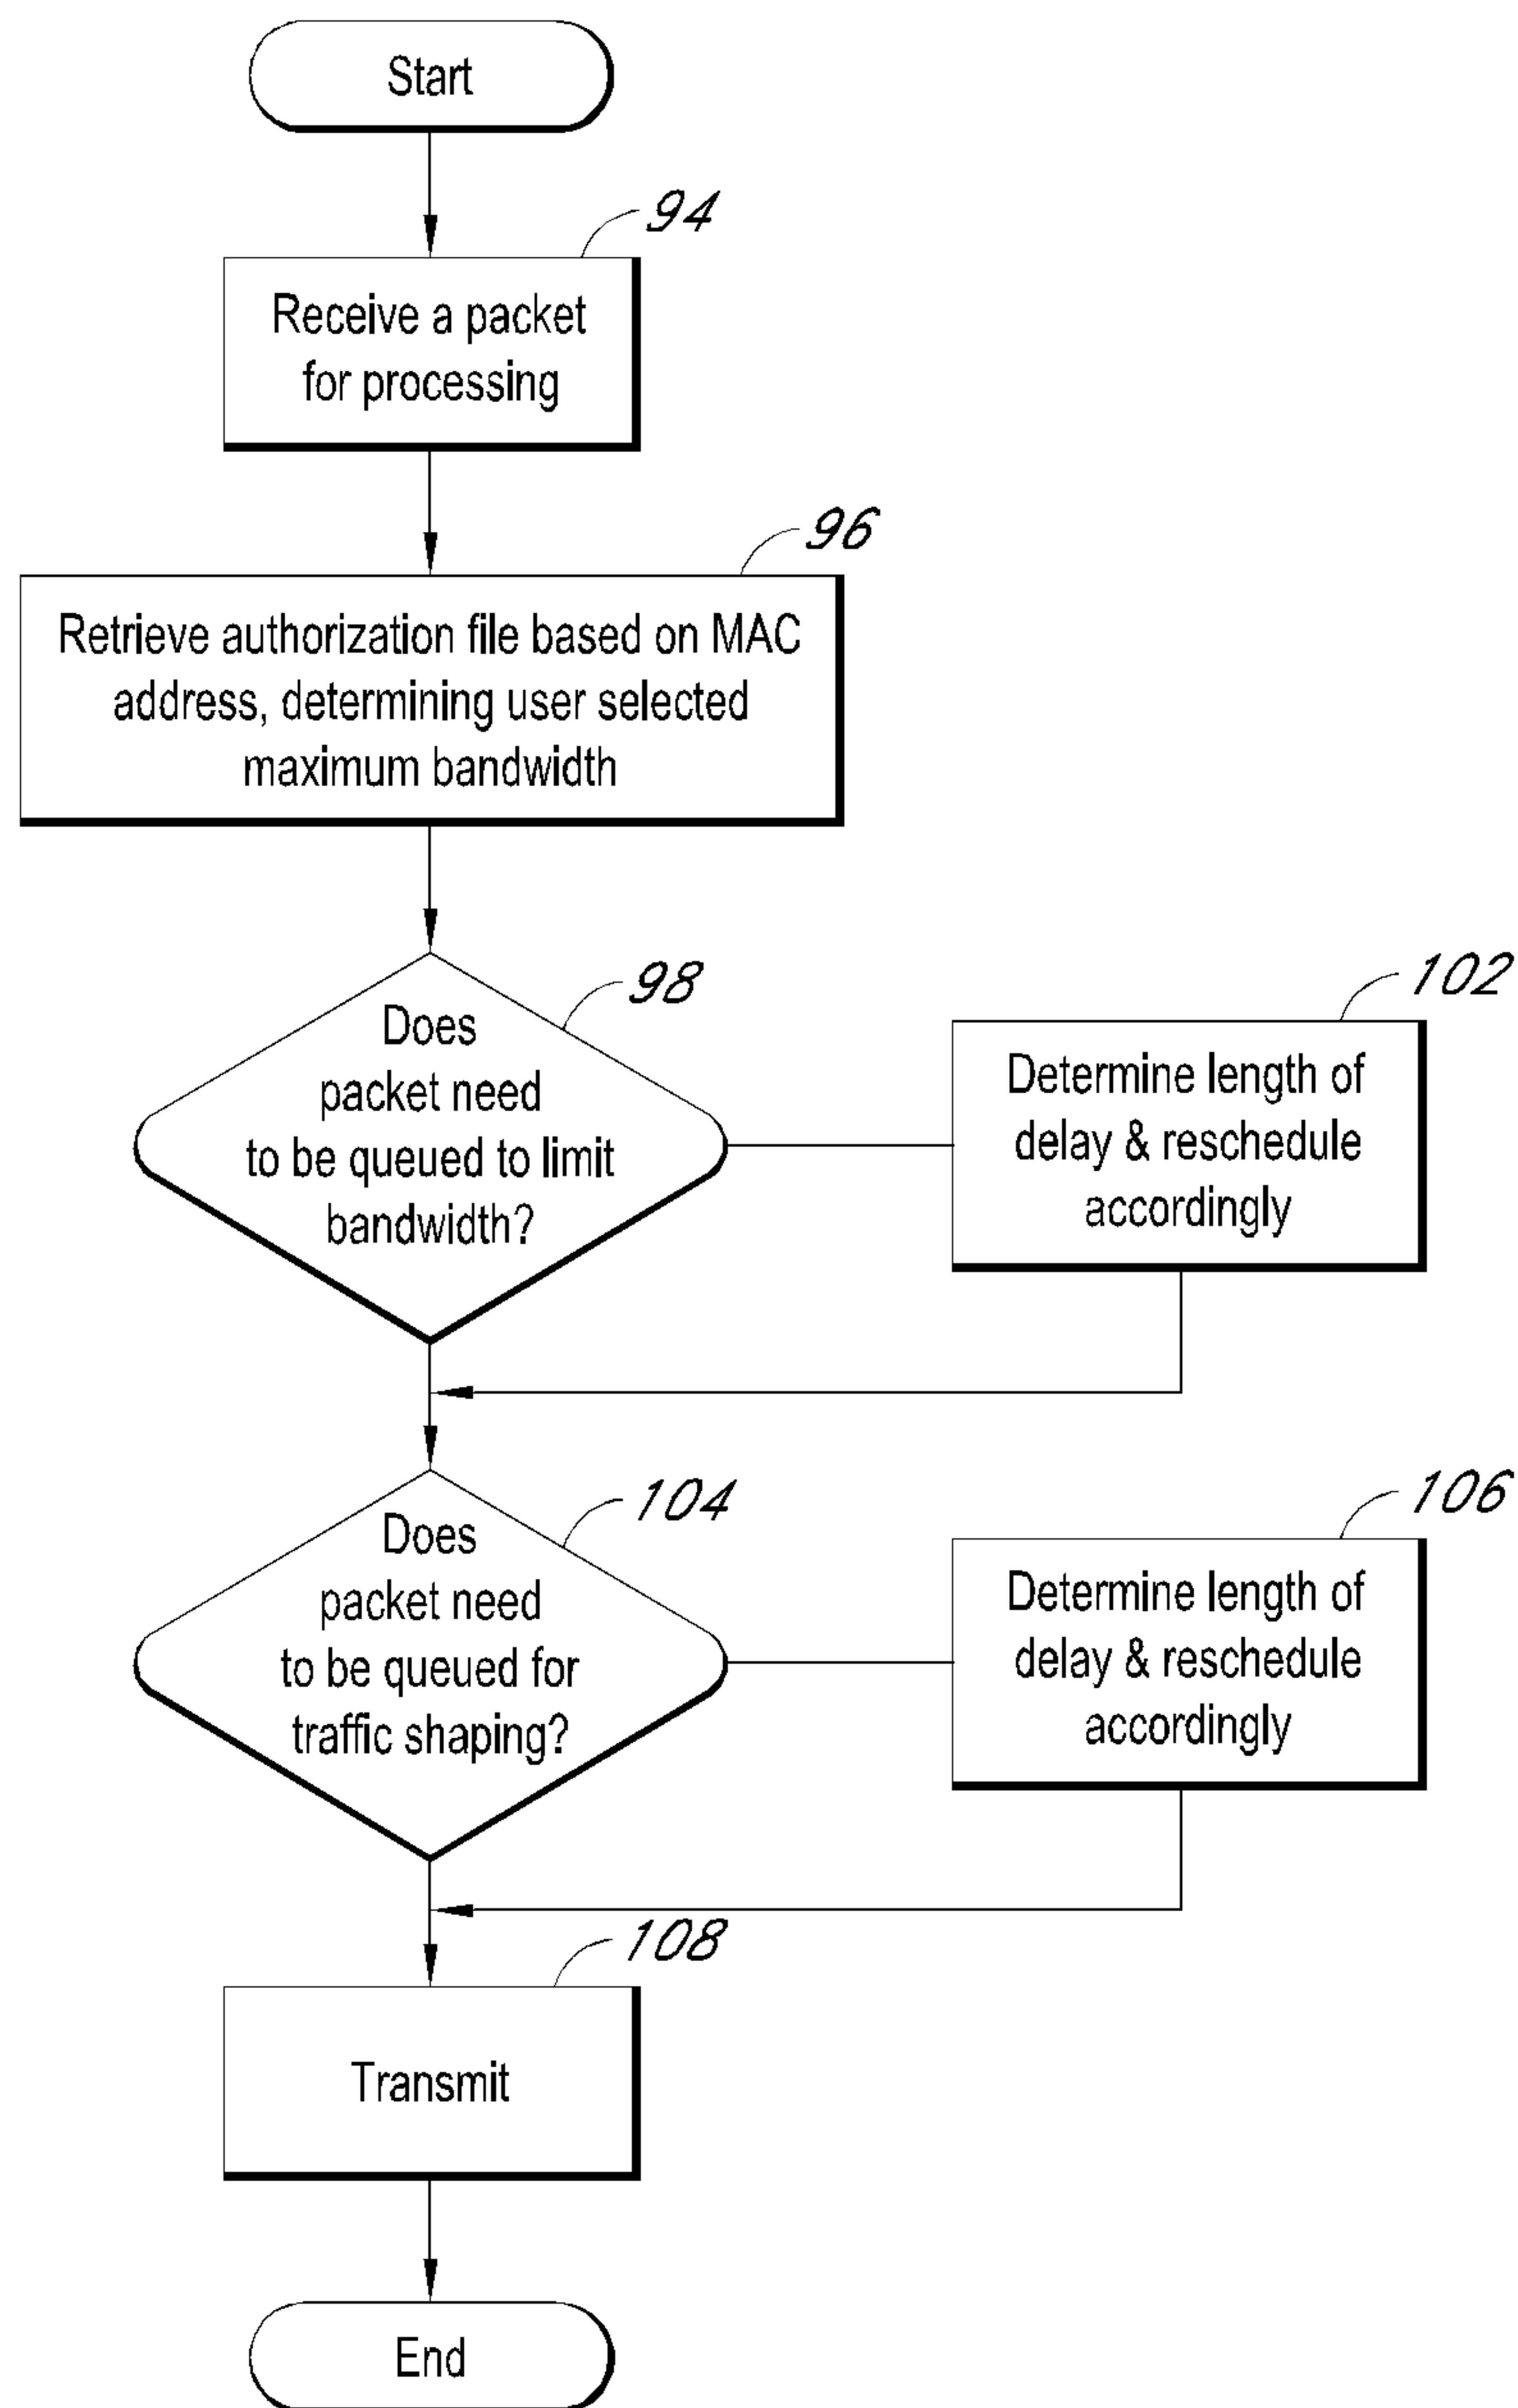 Start
94
Receive a packet
for processing
96
Retrieve authorization file based on MAC
address, determining user selected
maximum bandwidth
98
Does
packet need
to be queued to limit
bandwidth?
102
Determine length of
delay & reschedule
accordingly
104
Does
packet need
to be queued for
traffic shaping?
106
Determine length of
delay & reschedule
accordingly
108
Transmit
End